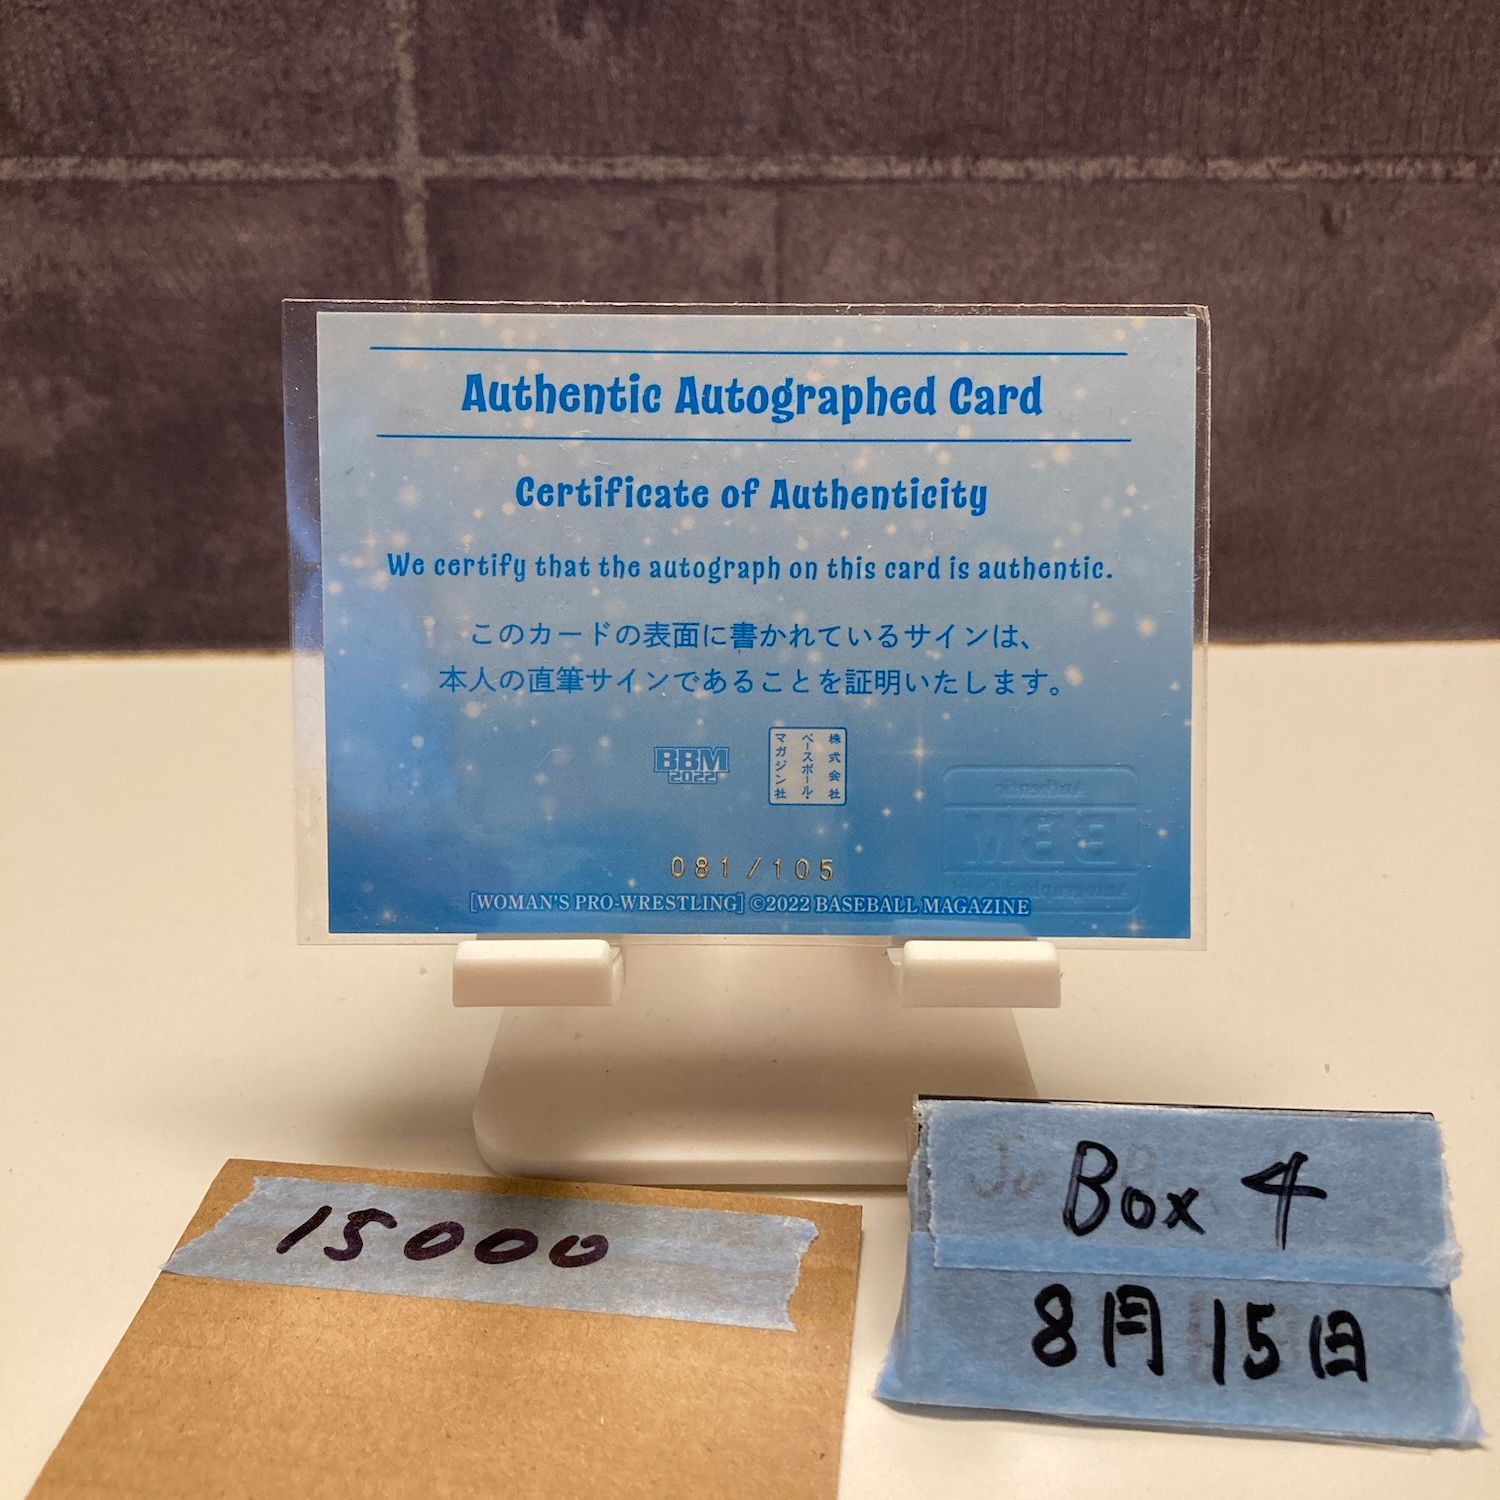 Authentic Autographed Card
Certificate of Authenticity
We certify that the autograph on this card is authentic.
このカードの表面に書かれているサインは、
本人の直筆サインであることを証明いたします。
BBM
2022
株式会社
ベースボール・
マガジン社
BBM
081/105
[WOMAN'S PRO-WRESTLING] ©2022 BASEBALL MAGAZINE
15000
Box 4
8月15日